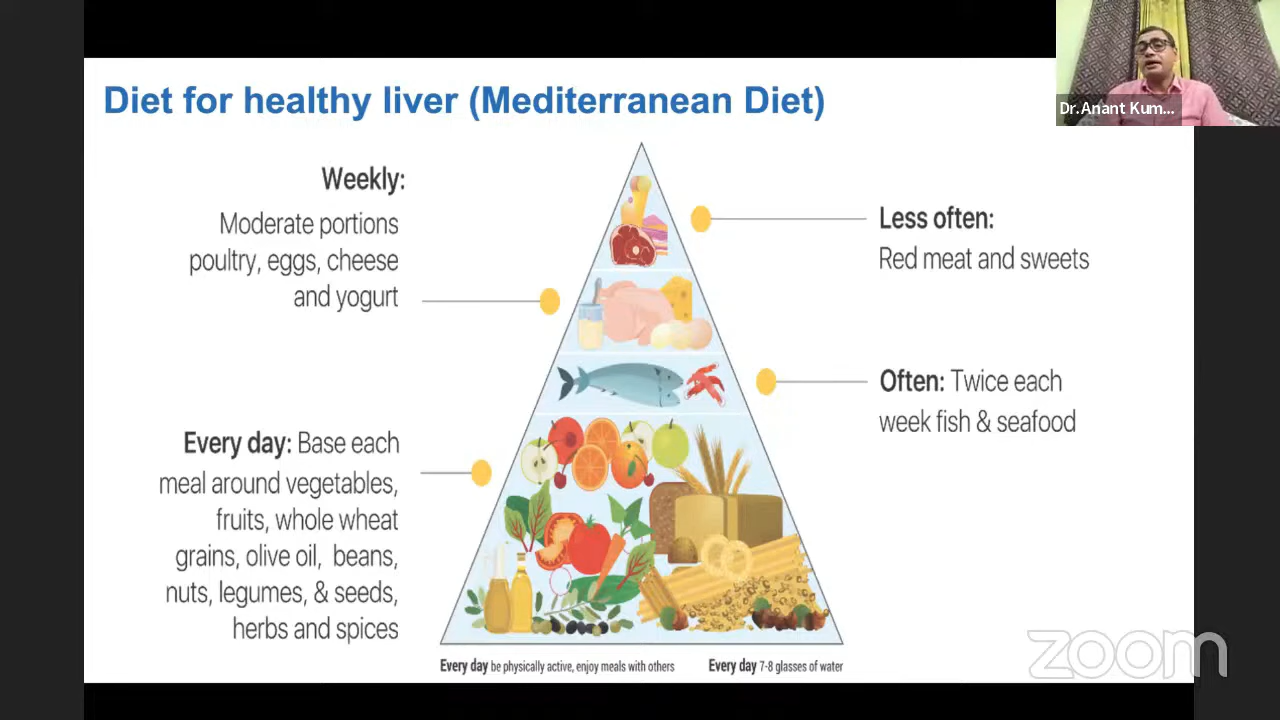 Diet for healthy liver (Mediterranean Diet)
Dr.Anant Kum...
Weekly:
Moderate portions
poultry, eggs, cheese
and yogurt
Less often:
Red meat and sweets
Often: Twice each
week fish & seafood
Every day: Base each
meal around vegetables,
fruits, whole wheat
grains, olive oil, beans,
nuts, legumes, & seeds,
herbs and spices
Every day be physically active, enjoy meals with others
Every day 7-8 glasses of water
zoom